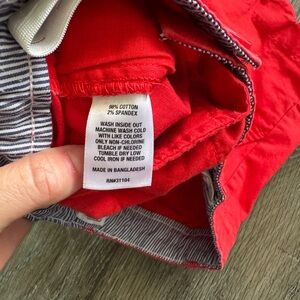 98% COTTON
2% SPANDEX
WASH INSIDE OUT
MACHINE WASH COLD
WITH LIKE COLORS
ONLY NON-CHLORINE
BLEACH IF NEEDED
TUMBLE DRY LOW
COOL IRON IF NEEDED
MADE IN BANGLADESH
RN#31104